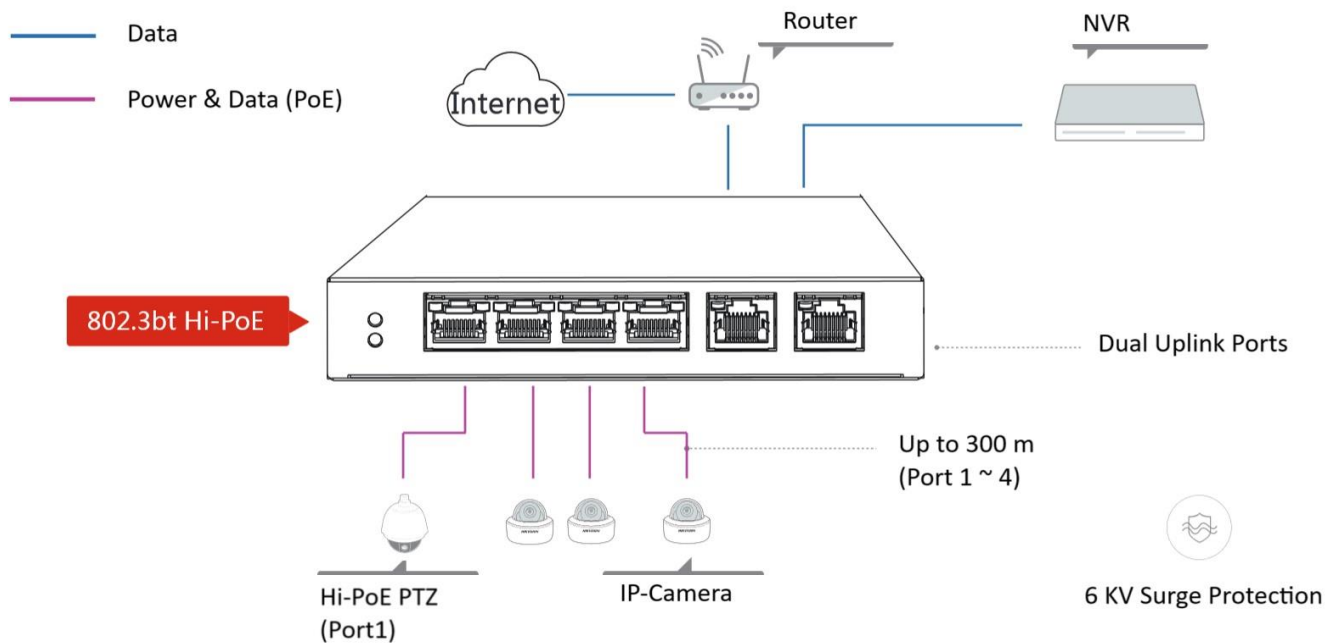 Data
Power & Data (PoE)
Router
NVR
Internet
802.3bt Hi-PoE
Dual Uplink Ports
Up to 300 m
(Port 1 ~ 4)
Hi-PoE PTZ
(Port1)
IP-Camera
6 KV Surge Protection